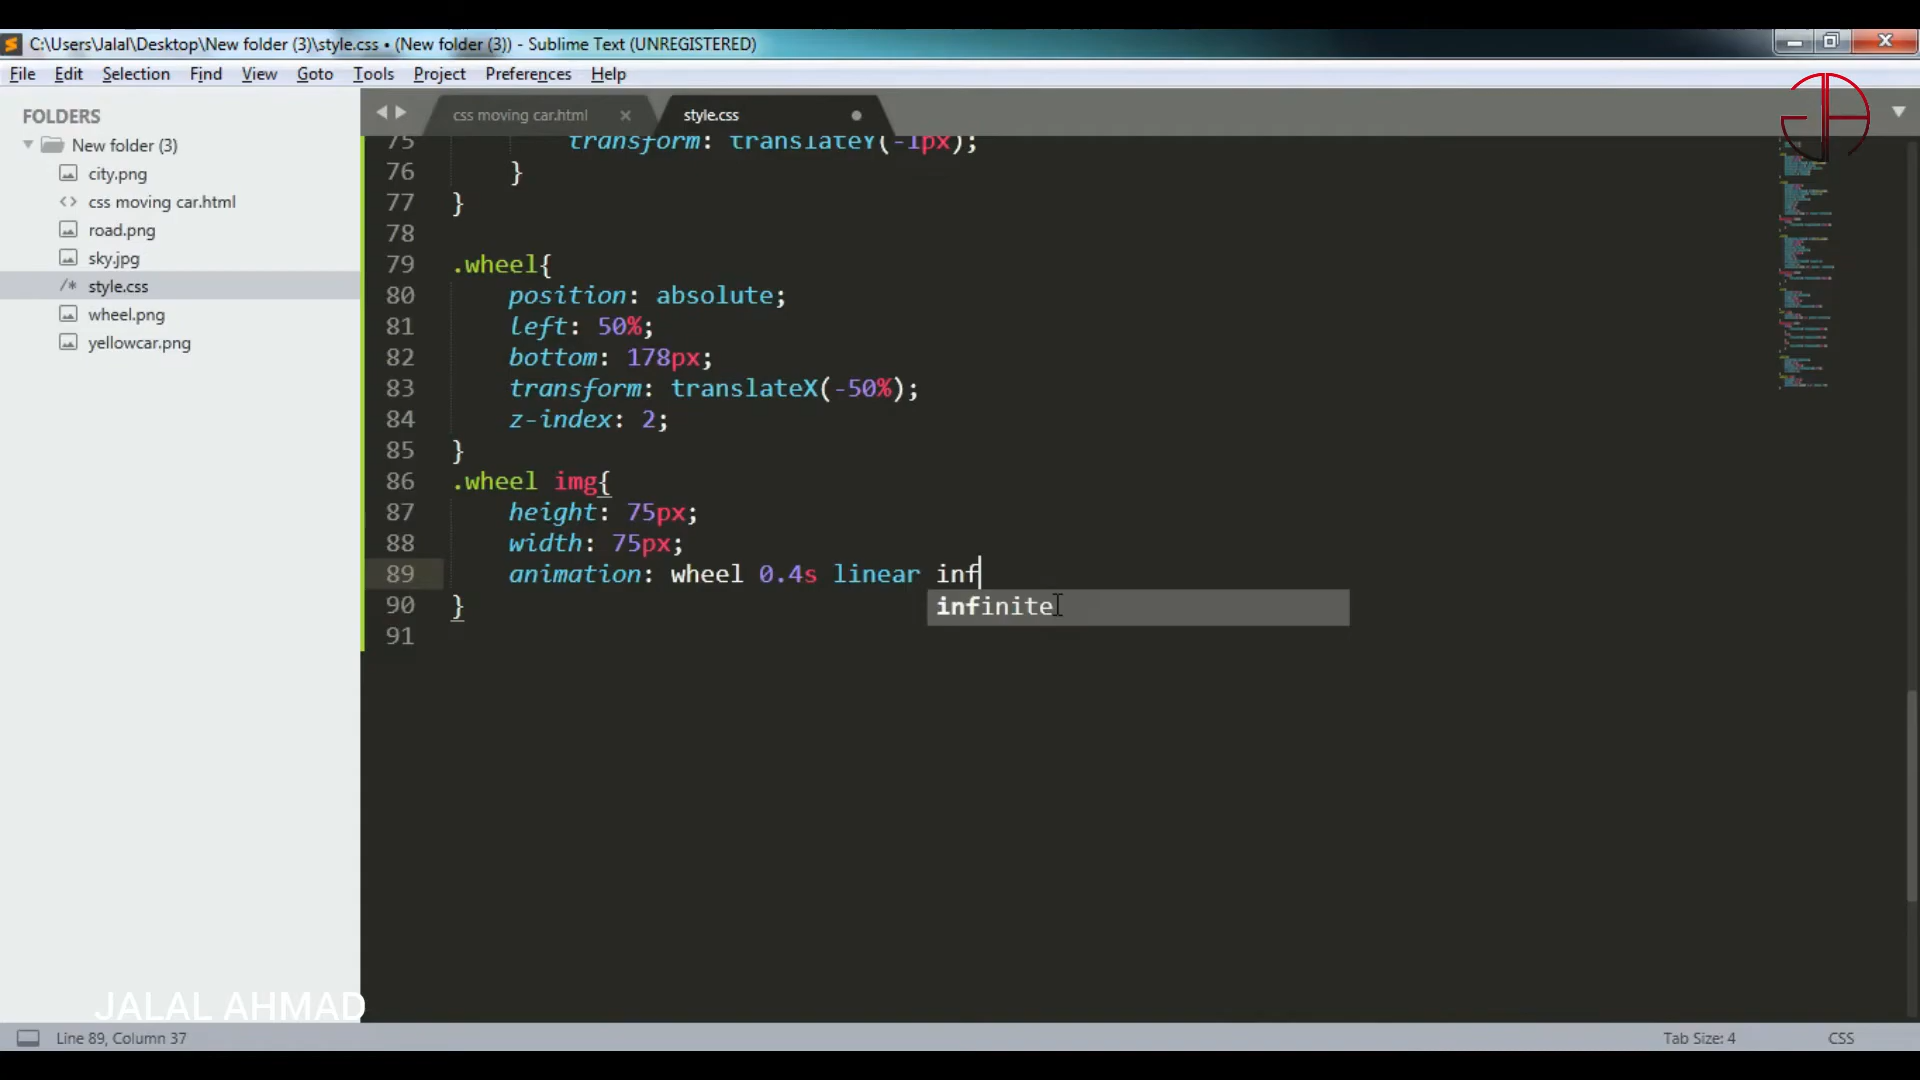 C:\Users\Jalal\Desktop\New folder (3)\style.css • (New folder (3)) - Sublime Text (UNREGISTERED)
File Edit Selection Find View Goto Tools Project Preferences Help
FOLDERS
New folder (3)
city.png
<> css moving car.html
road.png
sky.jpg
/* style.css
wheel.png
yellowcar.png
css moving car.html × style.css
75 transform: translateY(-1px);
76 }
77 }
78
79 .wheel{
80 position: absolute;
81 left: 50%;
82 bottom: 178px;
83 transform: translateX(-50%);
84 z-index: 2;
85 }
86 .wheel img{
87 height: 75px;
88 width: 75px;
89 animation: wheel 0.4s linear inf
infinite
90 }
91
JALAL AHMAD
Line 89, Column 37
Tab Size: 4 CSS